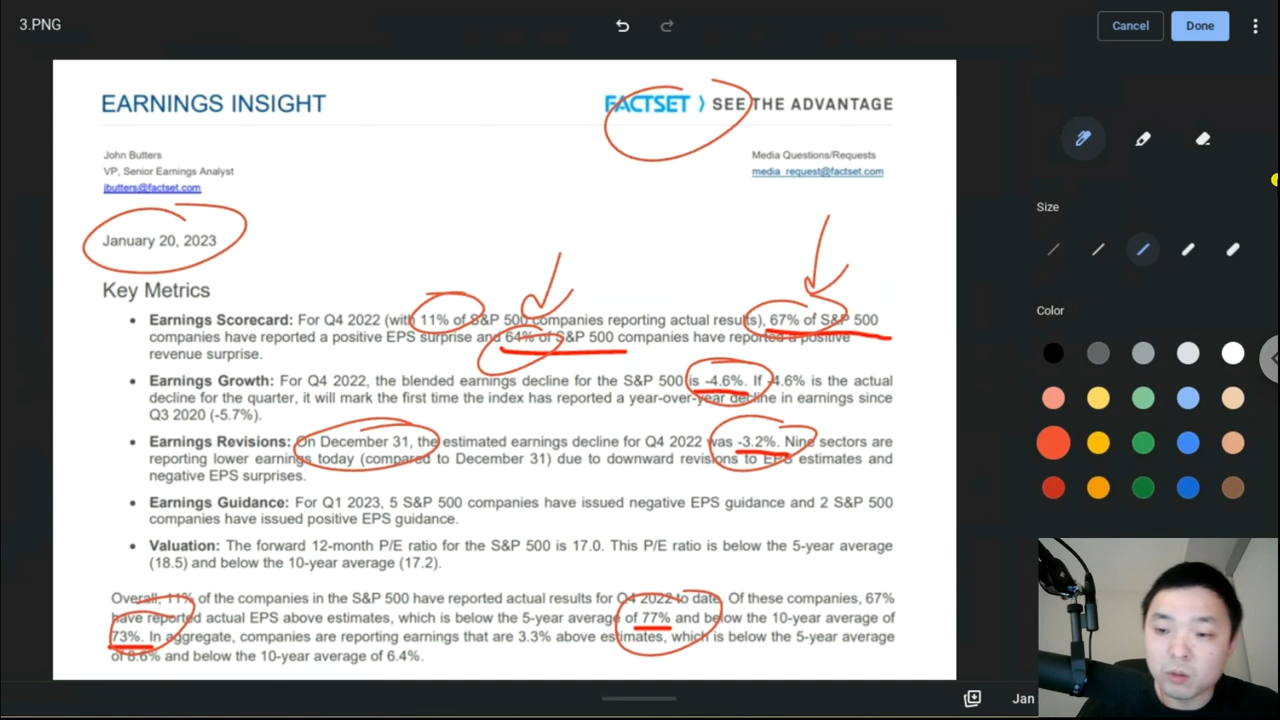 3.PNG
Cancel
Done
EARNINGS INSIGHT
FACTSET ⟩ SEE THE ADVANTAGE
John Butters
VP, Senior Earnings Analyst
jbutters@factset.com
Media Questions/Requests
media_request@factset.com
January 20, 2023
Key Metrics
• Earnings Scorecard: For Q4 2022 (with 11% of S&P 500 companies reporting actual results), 67% of S&P 500
companies have reported a positive EPS surprise and 64% of S&P 500 companies have reported a positive
revenue surprise.
• Earnings Growth: For Q4 2022, the blended earnings decline for the S&P 500 is -4.6%. If -4.6% is the actual
decline for the quarter, it will mark the first time the index has reported a year-over-year decline in earnings since
Q3 2020 (-5.7%).
• Earnings Revisions: On December 31, the estimated earnings decline for Q4 2022 was -3.2%. Nine sectors are
reporting lower earnings today (compared to December 31) due to downward revisions to EPS estimates and
negative EPS surprises.
• Earnings Guidance: For Q1 2023, 5 S&P 500 companies have issued negative EPS guidance and 2 S&P 500
companies have issued positive EPS guidance.
• Valuation: The forward 12-month P/E ratio for the S&P 500 is 17.0. This P/E ratio is below the 5-year average
(18.5) and below the 10-year average (17.2).
Overall, 11% of the companies in the S&P 500 have reported actual results for Q4 2022 to date. Of these companies, 67%
have reported actual EPS above estimates, which is below the 5-year average of 77% and below the 10-year average of
73%. In aggregate, companies are reporting earnings that are 3.3% above estimates, which is below the 5-year average
of 8.6% and below the 10-year average of 6.4%.
Size
Color
Jan